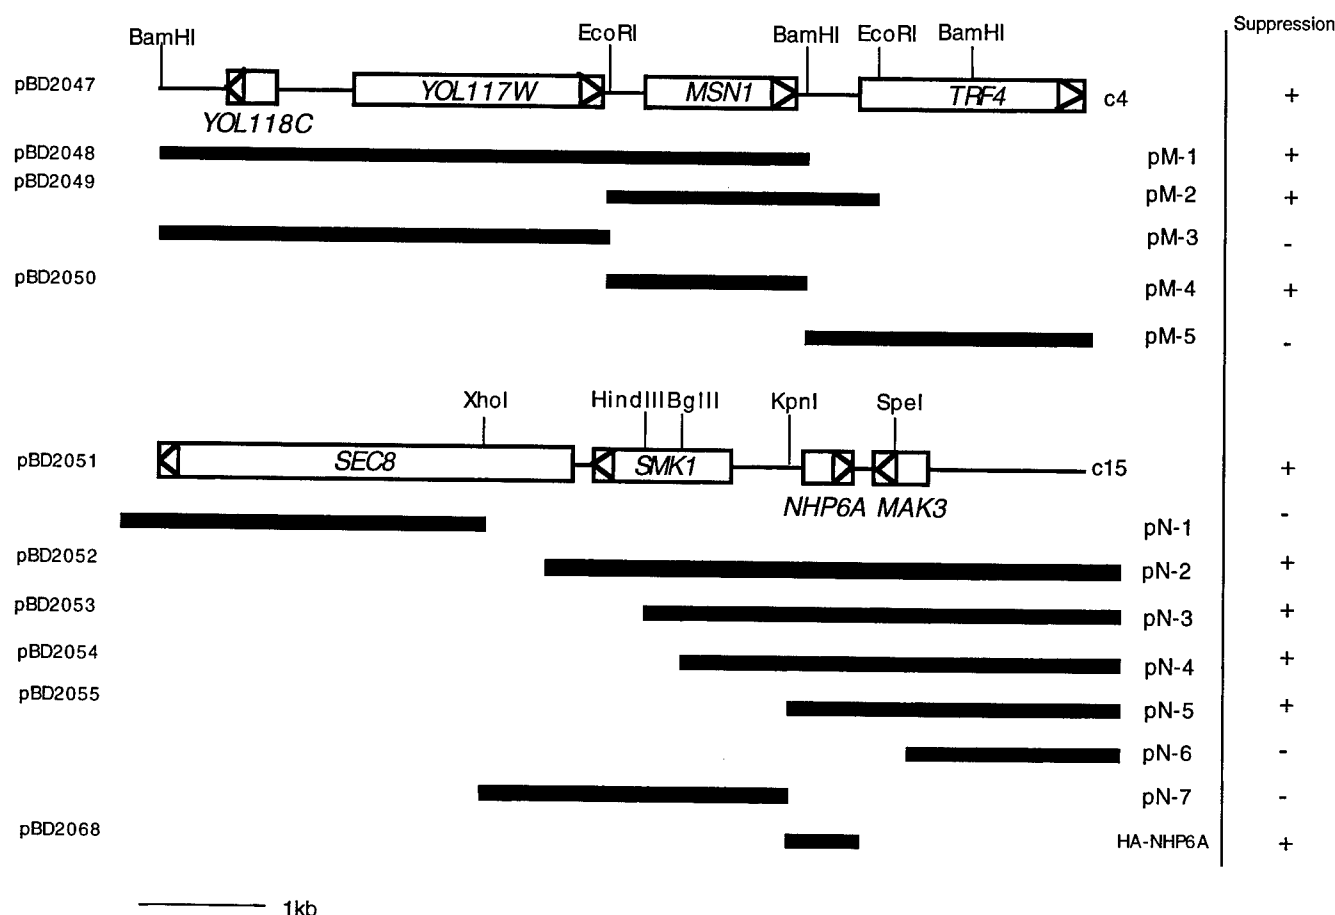 Suppression
BamHI EcoRI BamHI EcoRI BamHI
pBD2047 YOL117W MSN1 TRF4 c4 +
YOL118C
pBD2048 pM-1 +
pBD2049 pM-2 +
pM-3 -
pBD2050 pM-4 +
pM-5 -
XhoI HindIII BglII KpnI SpeI
pBD2051 SEC8 SMK1 c15 +
NHP6A MAK3
pN-1 -
pBD2052 pN-2 +
pBD2053 pN-3 +
pBD2054 pN-4 +
pBD2055 pN-5 +
pN-6 -
pN-7 -
pBD2068 HA-NHP6A +
1kb